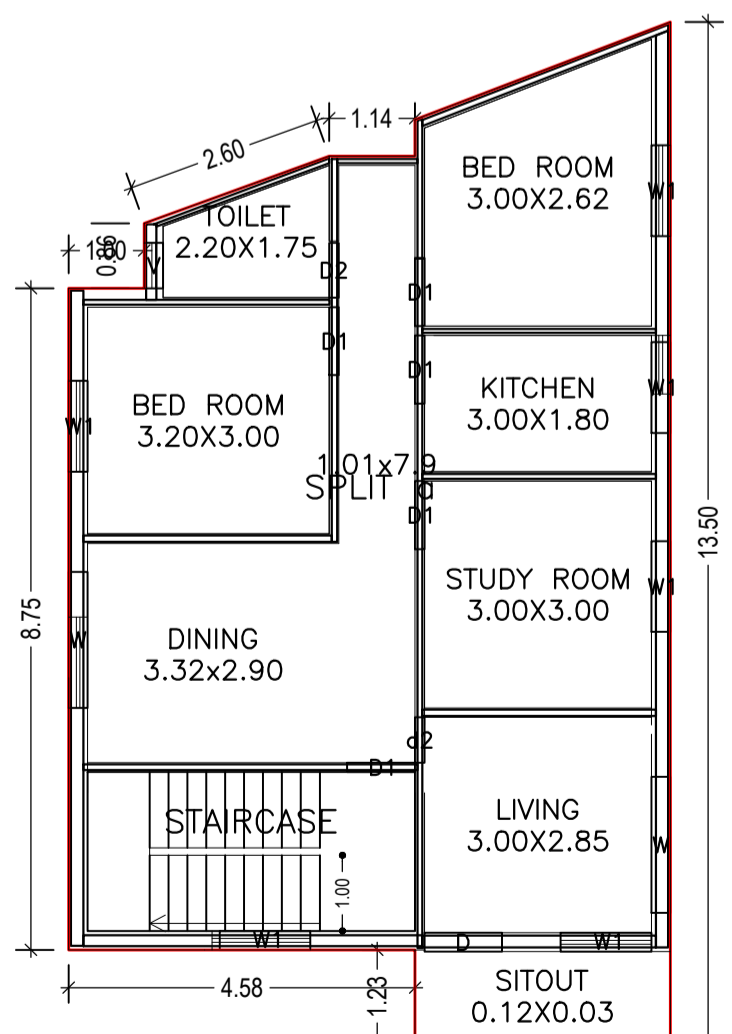 1.14
2.60
BED ROOM
3.00X2.62
W1
TOILET
2.20X1.75
V
D2
0.86
D1
D1
BED ROOM
3.20X3.00
W1
D1
KITCHEN
3.00X1.80
W1
1.01x7.9
SPLIT a
D1
13.50
STUDY ROOM
3.00X3.00
W1
8.75
DINING
3.32x2.90
W
d2
D1
STAIRCASE
LIVING
3.00X2.85
W
1.00
W1
D
W1
4.58
1.23
SITOUT
0.12X0.03